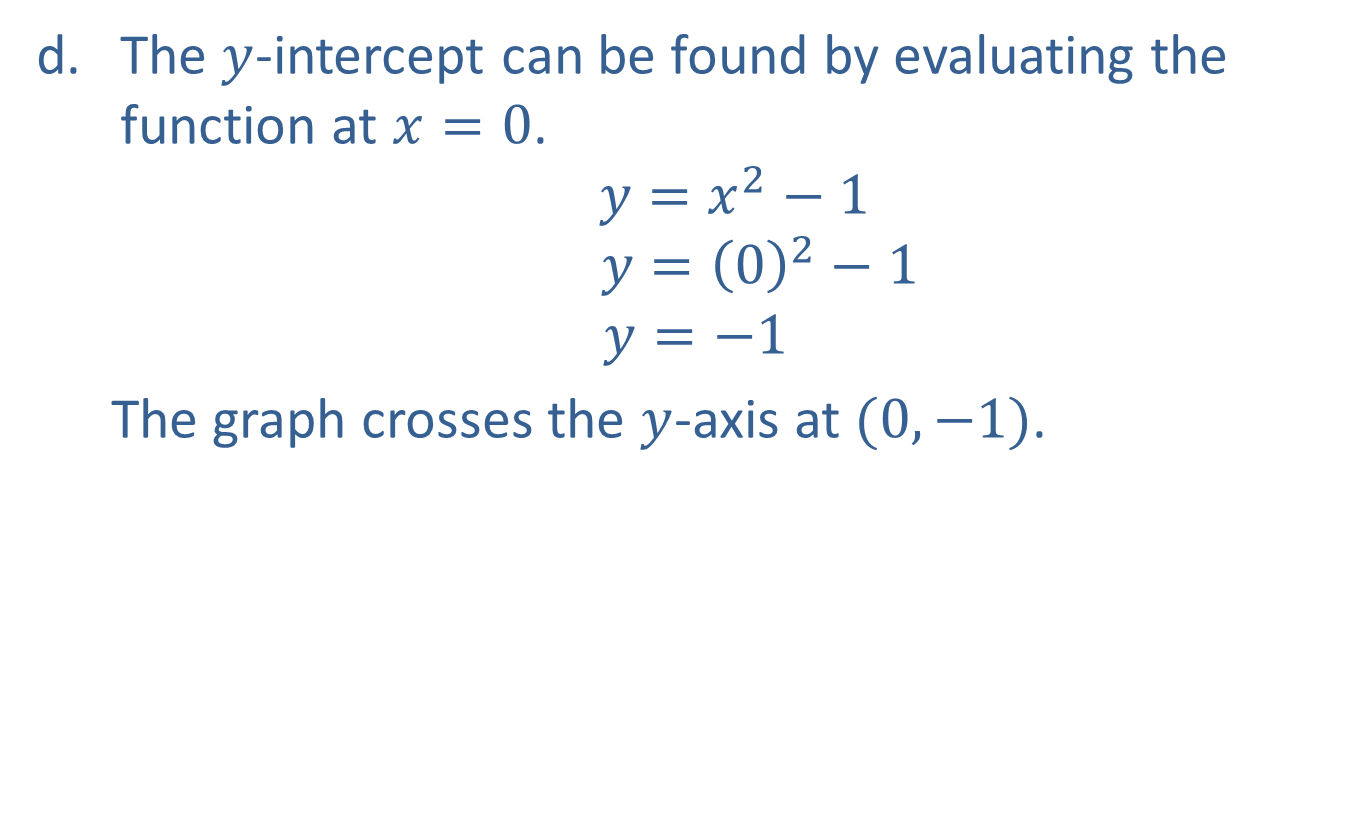 d. The y-intercept can be found by evaluating the
function at x = 0.
y = x² − 1
y = (0)² − 1
y = −1
The graph crosses the y-axis at (0, −1).